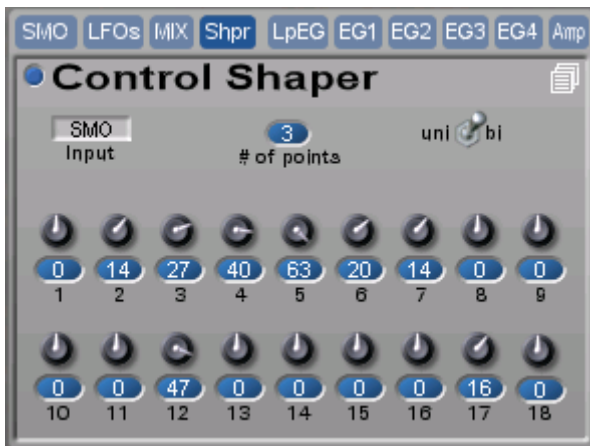 SMO LFOs MIX Shpr LpEG EG1 EG2 EG3 EG4 Amp
Control Shaper
SMO 3 uni bi
Input # of points
0 14 27 40 63 20 14 0 0
1 2 3 4 5 6 7 8 9
0 0 47 0 0 0 0 16 0
10 11 12 13 14 15 16 17 18